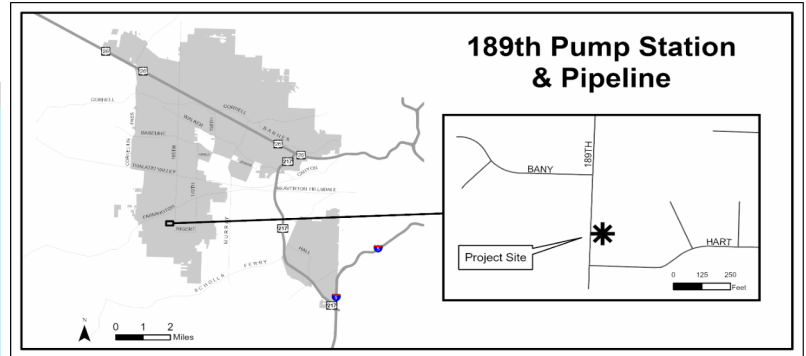 189th Pump Station
& Pipeline
26
26
CORNELL
CORNELL
BARNES
WALKER
158TH
BASELINE
185TH
CORNELIUS
PASS
26
26
217
CANYON
TUALATIN VALLEY
BEAVERTON HILLSDALE
170TH
FARMINGTON
RIGERT
MURRAY
217
HALL
SCHOLLS FERRY
5
5
217
N
0 1 2
Miles
189TH
BANY
HART
Project Site
0 125 250
Feet